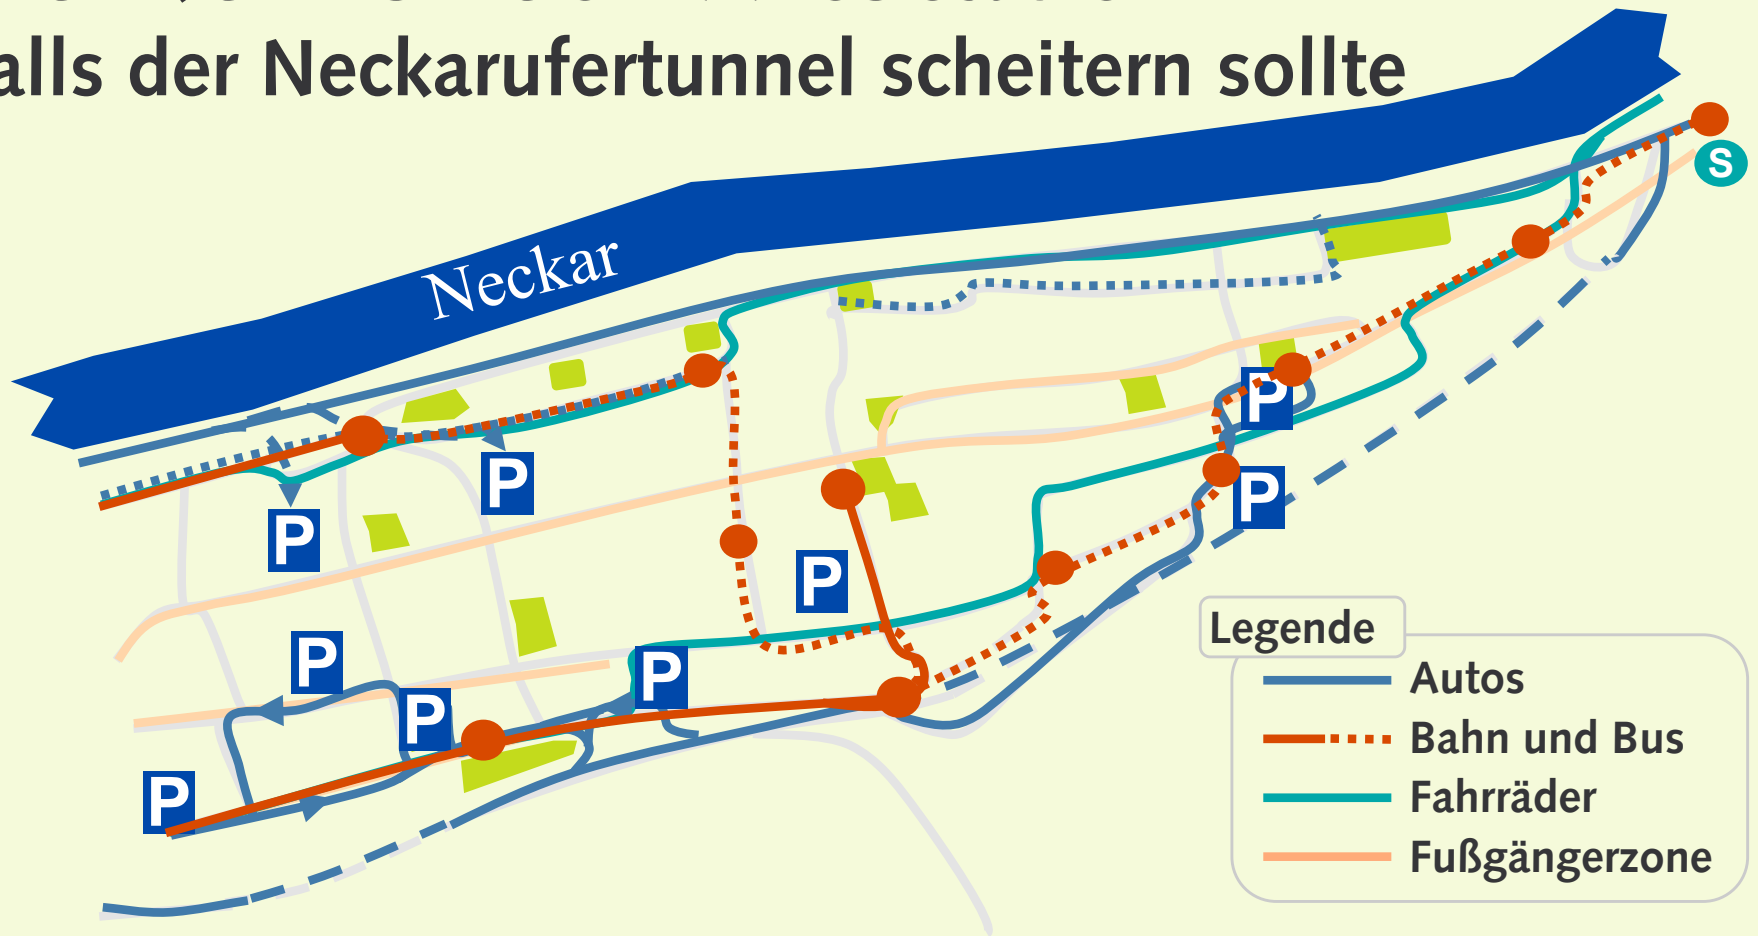 alls der Neckarufertunnel scheitern sollte
Neckar
S
P
P
P
P
P
P
P
P
P
Legende
Autos
Bahn und Bus
Fahrräder
Fußgängerzone